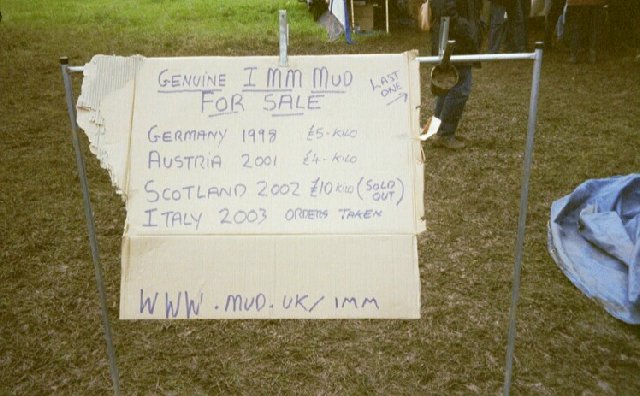 GENUINE IMM MUD
FOR SALE
LAST
ONE
GERMANY 1998 £5-KILO
AUSTRIA 2001 £4-KILO
SCOTLAND 2002 £10 KILO (SOLD OUT)
ITALY 2003 ORDERS TAKEN
WWW.MUD.UK/IMM